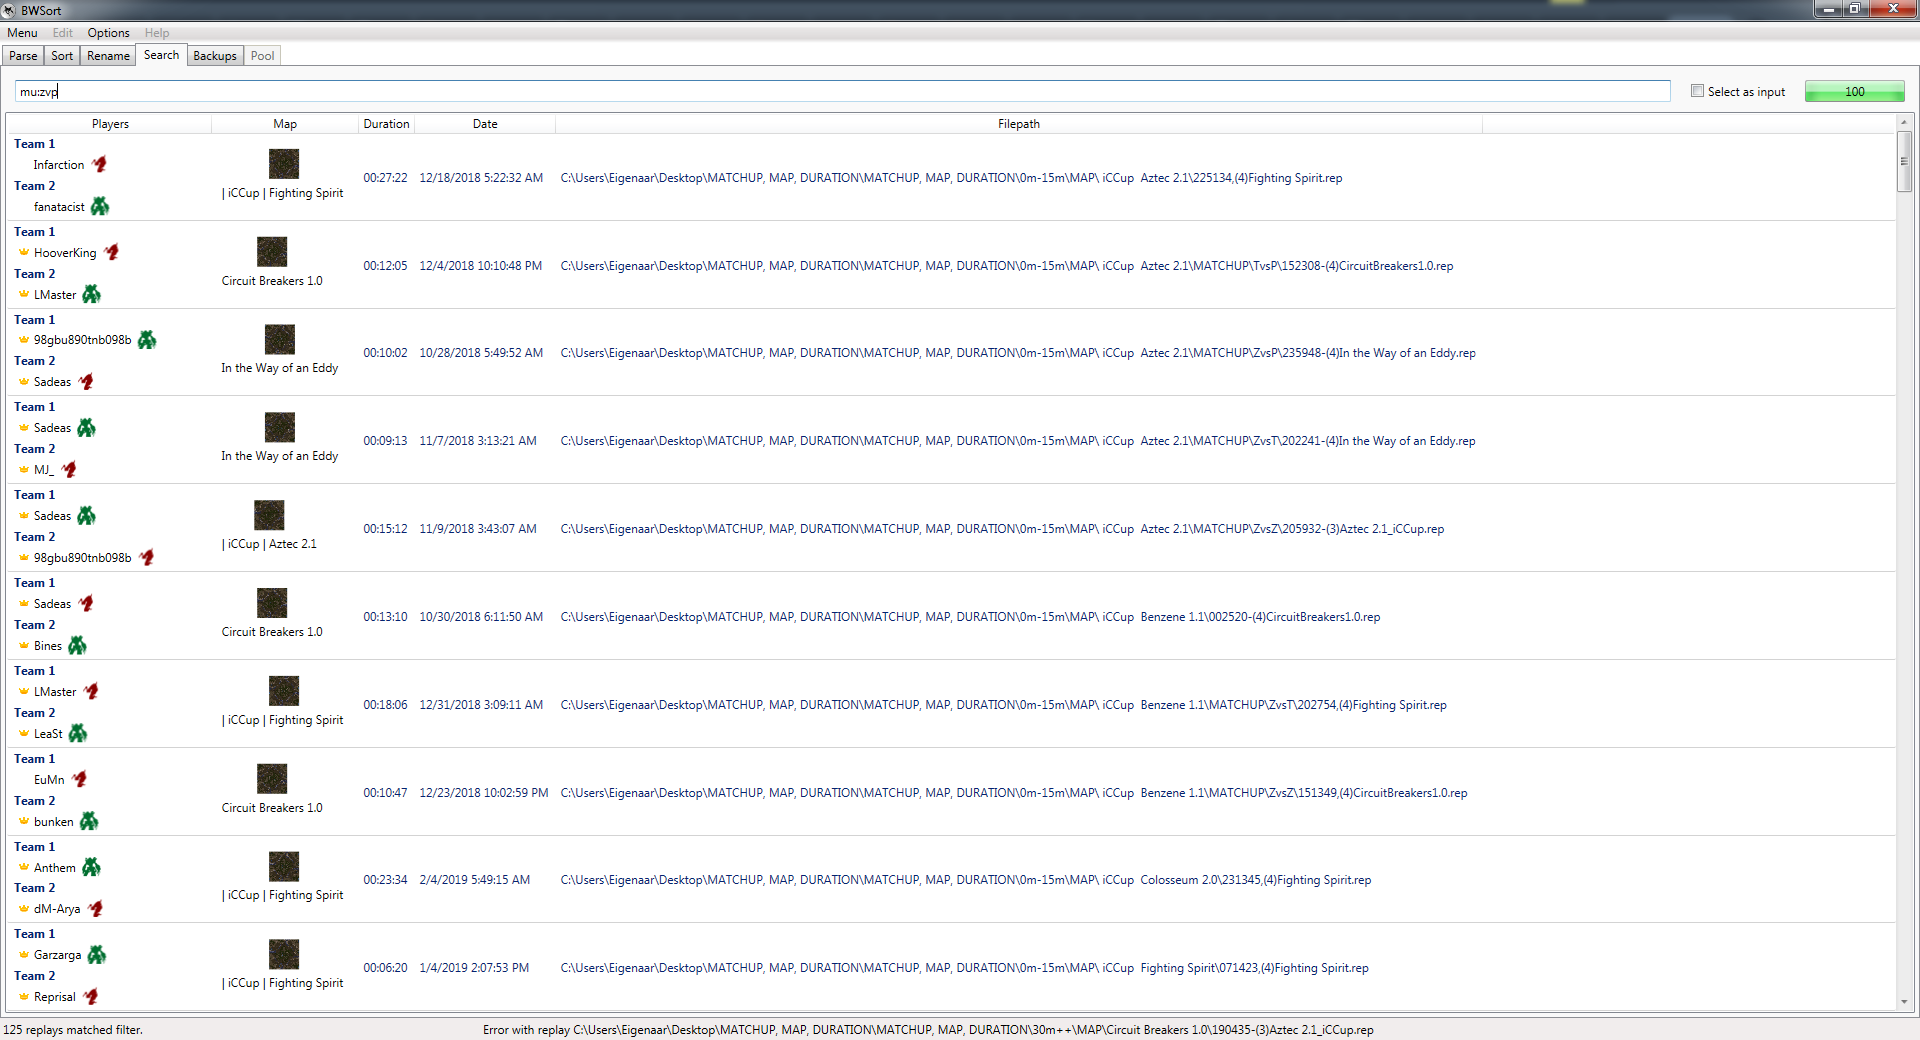 BWSort
Menu Edit Options Help
Parse Sort Rename Search Backups Pool
mu:zvp Select as input 100
Players Map Duration Date Filepath
Team 1
Infarction
Team 2
fanatacist
| iCCup | Fighting Spirit
00:27:22 12/18/2018 5:22:32 AM C:\Users\Eigenaar\Desktop\MATCHUP, MAP, DURATION\MATCHUP, MAP, DURATION\0m-15m\MAP\ iCCup  Aztec 2.1\225134,(4)Fighting Spirit.rep
Team 1
HooverKing
Team 2
LMaster
Circuit Breakers 1.0
00:12:05 12/4/2018 10:10:48 PM C:\Users\Eigenaar\Desktop\MATCHUP, MAP, DURATION\MATCHUP, MAP, DURATION\0m-15m\MAP\ iCCup  Aztec 2.1\MATCHUP\TvsP\152308-(4)CircuitBreakers1.0.rep
Team 1
98gbu890tnb098b
Team 2
Sadeas
In the Way of an Eddy
00:10:02 10/28/2018 5:49:52 AM C:\Users\Eigenaar\Desktop\MATCHUP, MAP, DURATION\MATCHUP, MAP, DURATION\0m-15m\MAP\ iCCup  Aztec 2.1\MATCHUP\ZvsP\235948-(4)In the Way of an Eddy.rep
Team 1
Sadeas
Team 2
MJ_
In the Way of an Eddy
00:09:13 11/7/2018 3:13:21 AM C:\Users\Eigenaar\Desktop\MATCHUP, MAP, DURATION\MATCHUP, MAP, DURATION\0m-15m\MAP\ iCCup  Aztec 2.1\MATCHUP\ZvsT\202241-(4)In the Way of an Eddy.rep
Team 1
Sadeas
Team 2
98gbu890tnb098b
| iCCup | Aztec 2.1
00:15:12 11/9/2018 3:43:07 AM C:\Users\Eigenaar\Desktop\MATCHUP, MAP, DURATION\MATCHUP, MAP, DURATION\0m-15m\MAP\ iCCup  Aztec 2.1\MATCHUP\ZvsZ\205932-(3)Aztec 2.1_iCCup.rep
Team 1
Sadeas
Team 2
Bines
Circuit Breakers 1.0
00:13:10 10/30/2018 6:11:50 AM C:\Users\Eigenaar\Desktop\MATCHUP, MAP, DURATION\MATCHUP, MAP, DURATION\0m-15m\MAP\ iCCup  Benzene 1.1\002520-(4)CircuitBreakers1.0.rep
Team 1
LMaster
Team 2
LeaSt
| iCCup | Fighting Spirit
00:18:06 12/31/2018 3:09:11 AM C:\Users\Eigenaar\Desktop\MATCHUP, MAP, DURATION\MATCHUP, MAP, DURATION\0m-15m\MAP\ iCCup  Benzene 1.1\MATCHUP\ZvsT\202754,(4)Fighting Spirit.rep
Team 1
EuMn
Team 2
bunken
Circuit Breakers 1.0
00:10:47 12/23/2018 10:02:59 PM C:\Users\Eigenaar\Desktop\MATCHUP, MAP, DURATION\MATCHUP, MAP, DURATION\0m-15m\MAP\ iCCup  Benzene 1.1\MATCHUP\ZvsZ\151349,(4)CircuitBreakers1.0.rep
Team 1
Anthem
Team 2
dM-Arya
| iCCup | Fighting Spirit
00:23:34 2/4/2019 5:49:15 AM C:\Users\Eigenaar\Desktop\MATCHUP, MAP, DURATION\MATCHUP, MAP, DURATION\0m-15m\MAP\ iCCup  Colosseum 2.0\231345,(4)Fighting Spirit.rep
Team 1
Garzarga
Team 2
Reprisal
| iCCup | Fighting Spirit
00:06:20 1/4/2019 2:07:53 PM C:\Users\Eigenaar\Desktop\MATCHUP, MAP, DURATION\MATCHUP, MAP, DURATION\0m-15m\MAP\ iCCup  Fighting Spirit\071423,(4)Fighting Spirit.rep
125 replays matched filter. Error with replay C:\Users\Eigenaar\Desktop\MATCHUP, MAP, DURATION\MATCHUP, MAP, DURATION\30m++\MAP\Circuit Breakers 1.0\190435-(3)Aztec 2.1_iCCup.rep